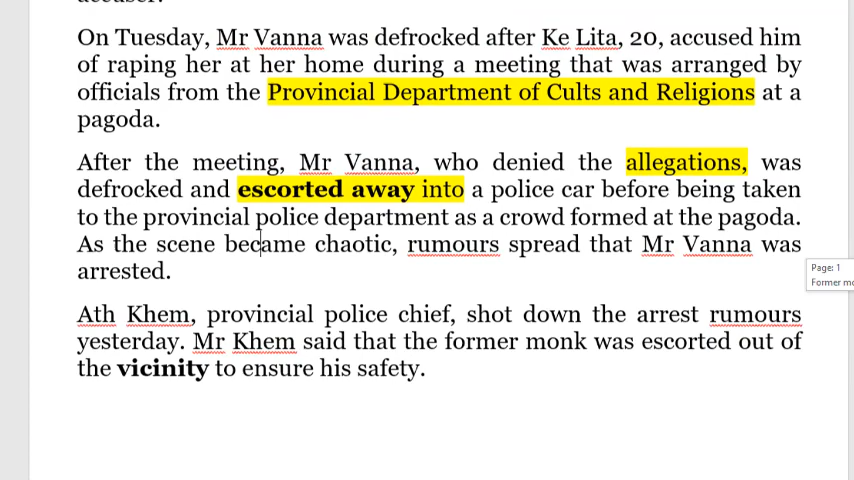 On Tuesday, Mr Vanna was defrocked after Ke Lita, 20, accused him
of raping her at her home during a meeting that was arranged by
officials from the Provincial Department of Cults and Religions at a
pagoda.
After the meeting, Mr Vanna, who denied the allegations, was
defrocked and escorted away into a police car before being taken
to the provincial police department as a crowd formed at the pagoda.
As the scene became chaotic, rumours spread that Mr Vanna was
arrested.
Page: 1
Former mo
Ath Khem, provincial police chief, shot down the arrest rumours
yesterday. Mr Khem said that the former monk was escorted out of
the vicinity to ensure his safety.